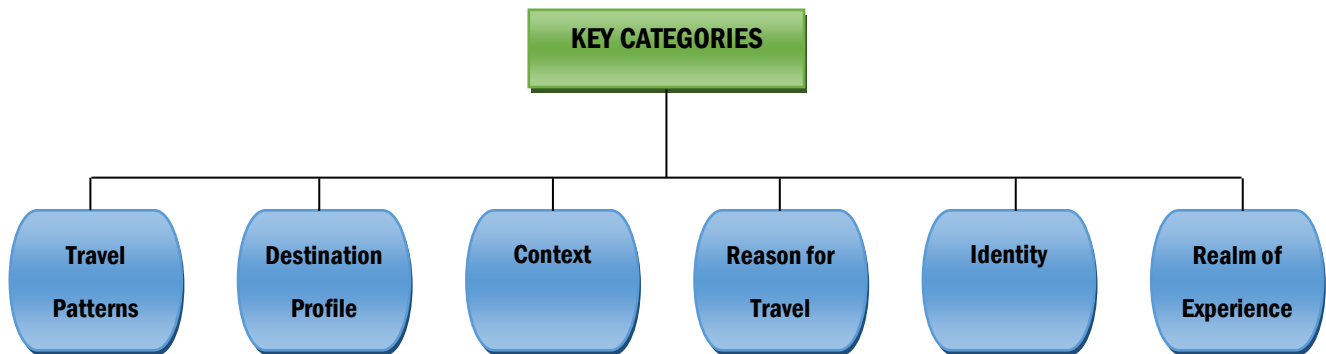 KEY CATEGORIES
Travel
Patterns
Destination
Profile
Context
Reason for
Travel
Identity
Realm of
Experience